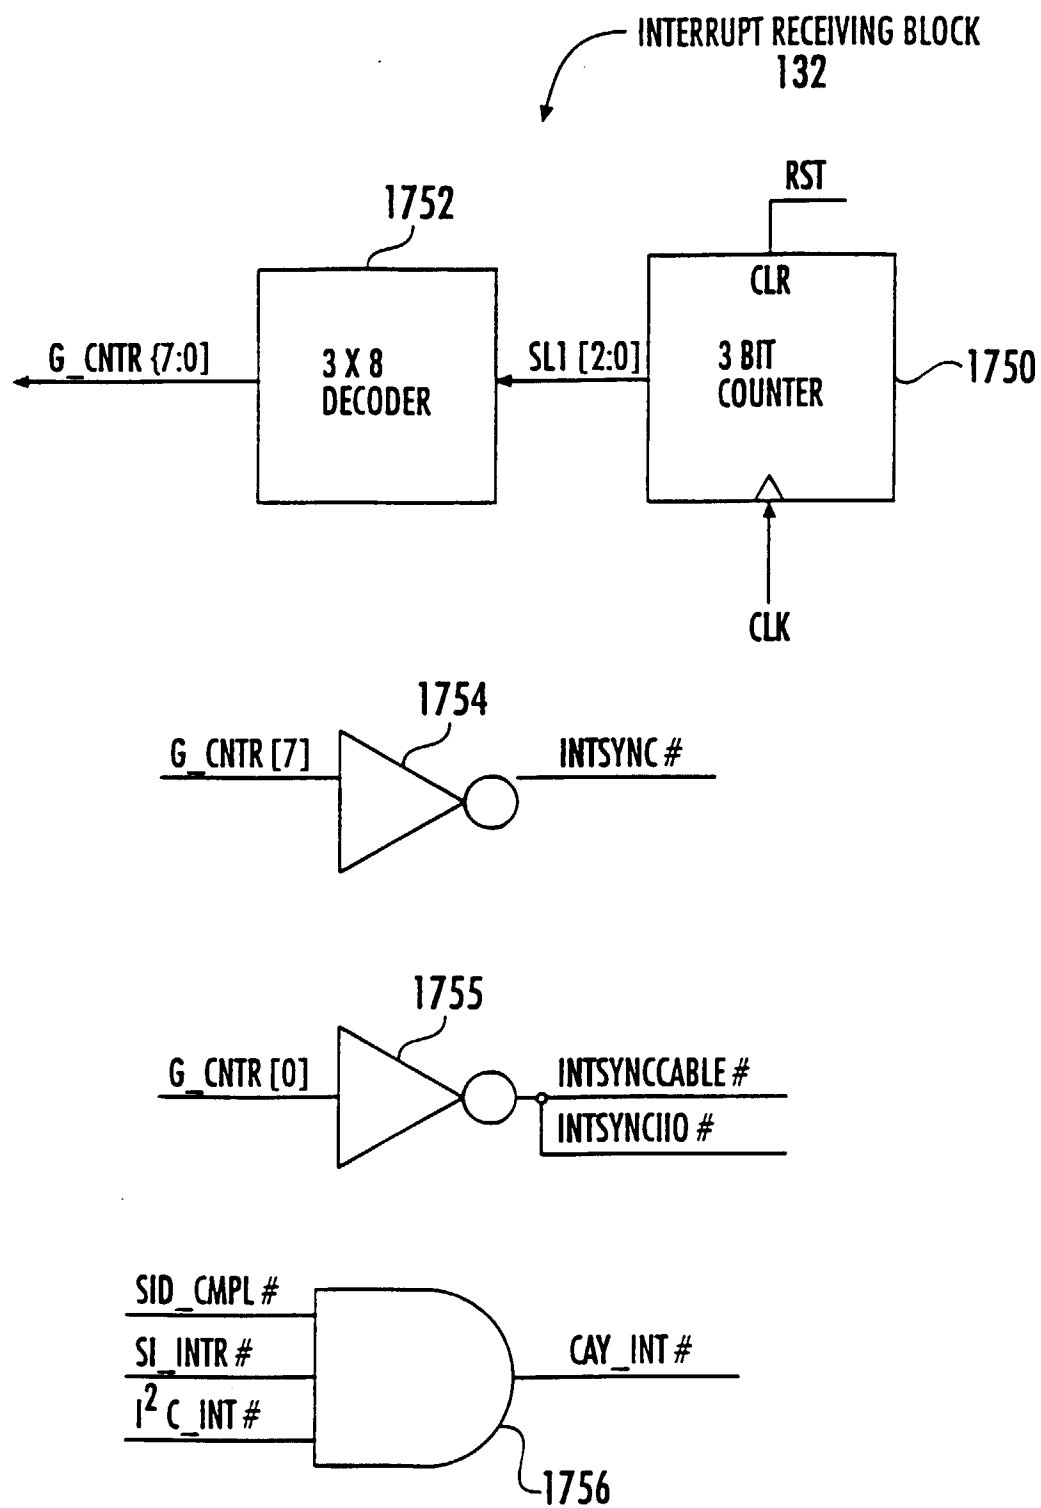 INTERRUPT RECEIVING BLOCK
132
RST
1752
CLR
G_CNTR {7:0]
3 X 8
DECODER
SL1 [2:0]
3 BIT
COUNTER
1750
CLK
1754
G_CNTR [7]
INTSYNC #
1755
G_CNTR [0]
INTSYNCCABLE #
INTSYNCIIO #
SID_CMPL #
SI_INTR #
CAY_INT #
I² C_INT #
1756